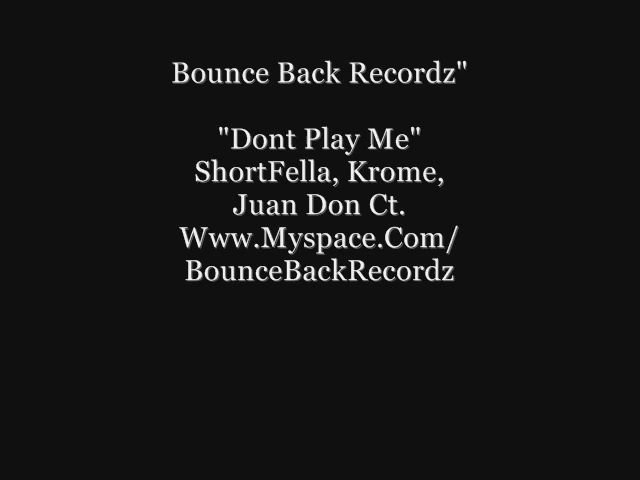 Bounce Back Recordz"
"Dont Play Me"
ShortFella, Krome,
Juan Don Ct.
Www.Myspace.Com/
BounceBackRecordz